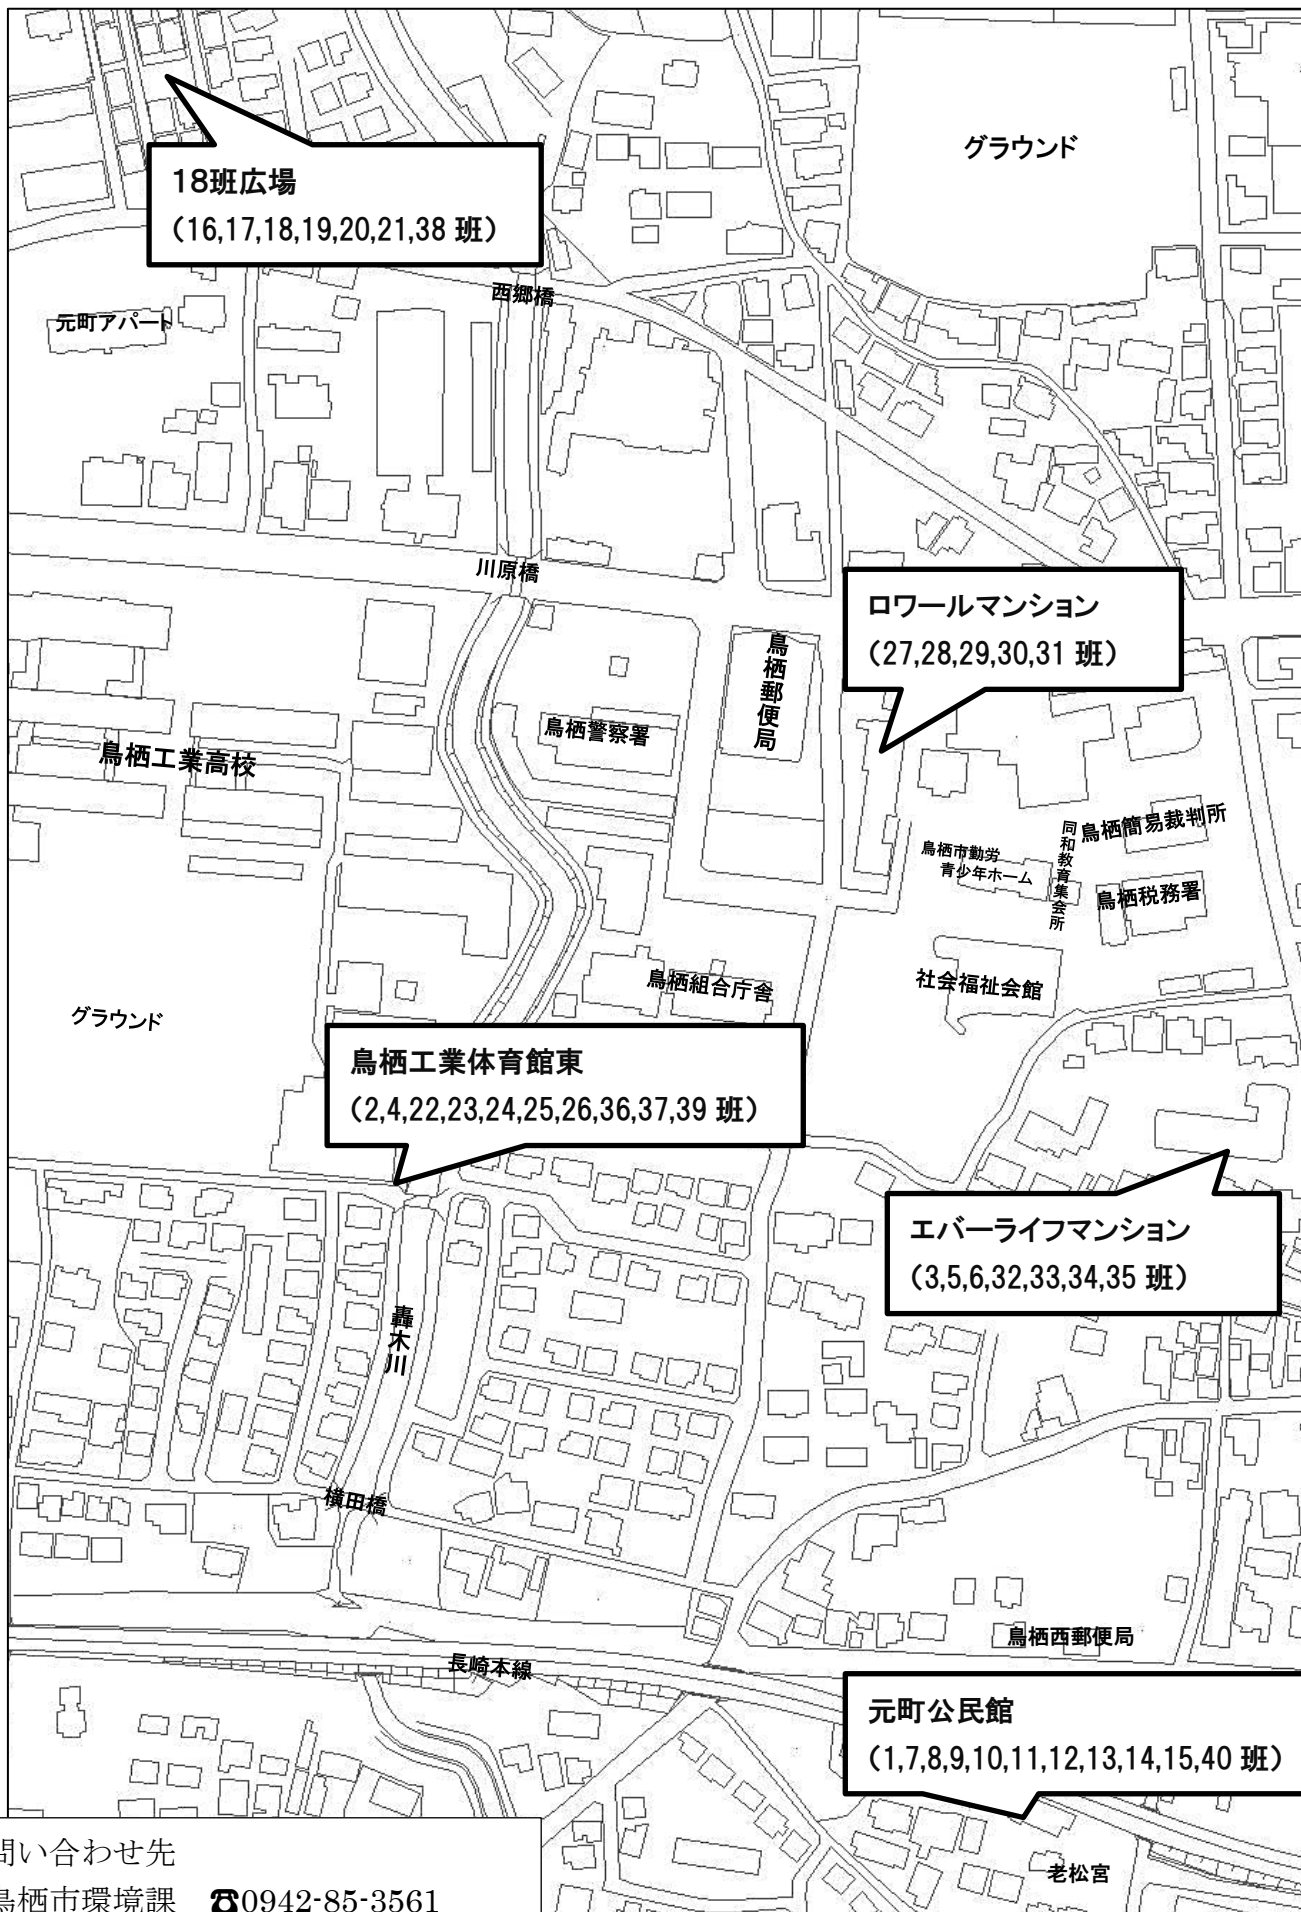 グラウンド
18班広場
（16,17,18,19,20,21,38 班）
西郷橋
元町アパート
川原橋
ロワールマンション
（27,28,29,30,31 班）
鳥栖郵便局
鳥栖警察署
鳥栖工業高校
鳥栖簡易裁判所
同和教育集会所
鳥栖市勤労
青少年ホーム
鳥栖税務署
社会福祉会館
鳥栖組合庁舎
グラウンド
鳥栖工業体育館東
（2,4,22,23,24,25,26,36,37,39 班）
エバーライフマンション
（3,5,6,32,33,34,35 班）
轟木川
横田橋
鳥栖西郵便局
長崎本線
元町公民館
（1,7,8,9,10,11,12,13,14,15,40 班）
老松宮
問い合わせ先
鳥栖市環境課　☎0942-85-3561